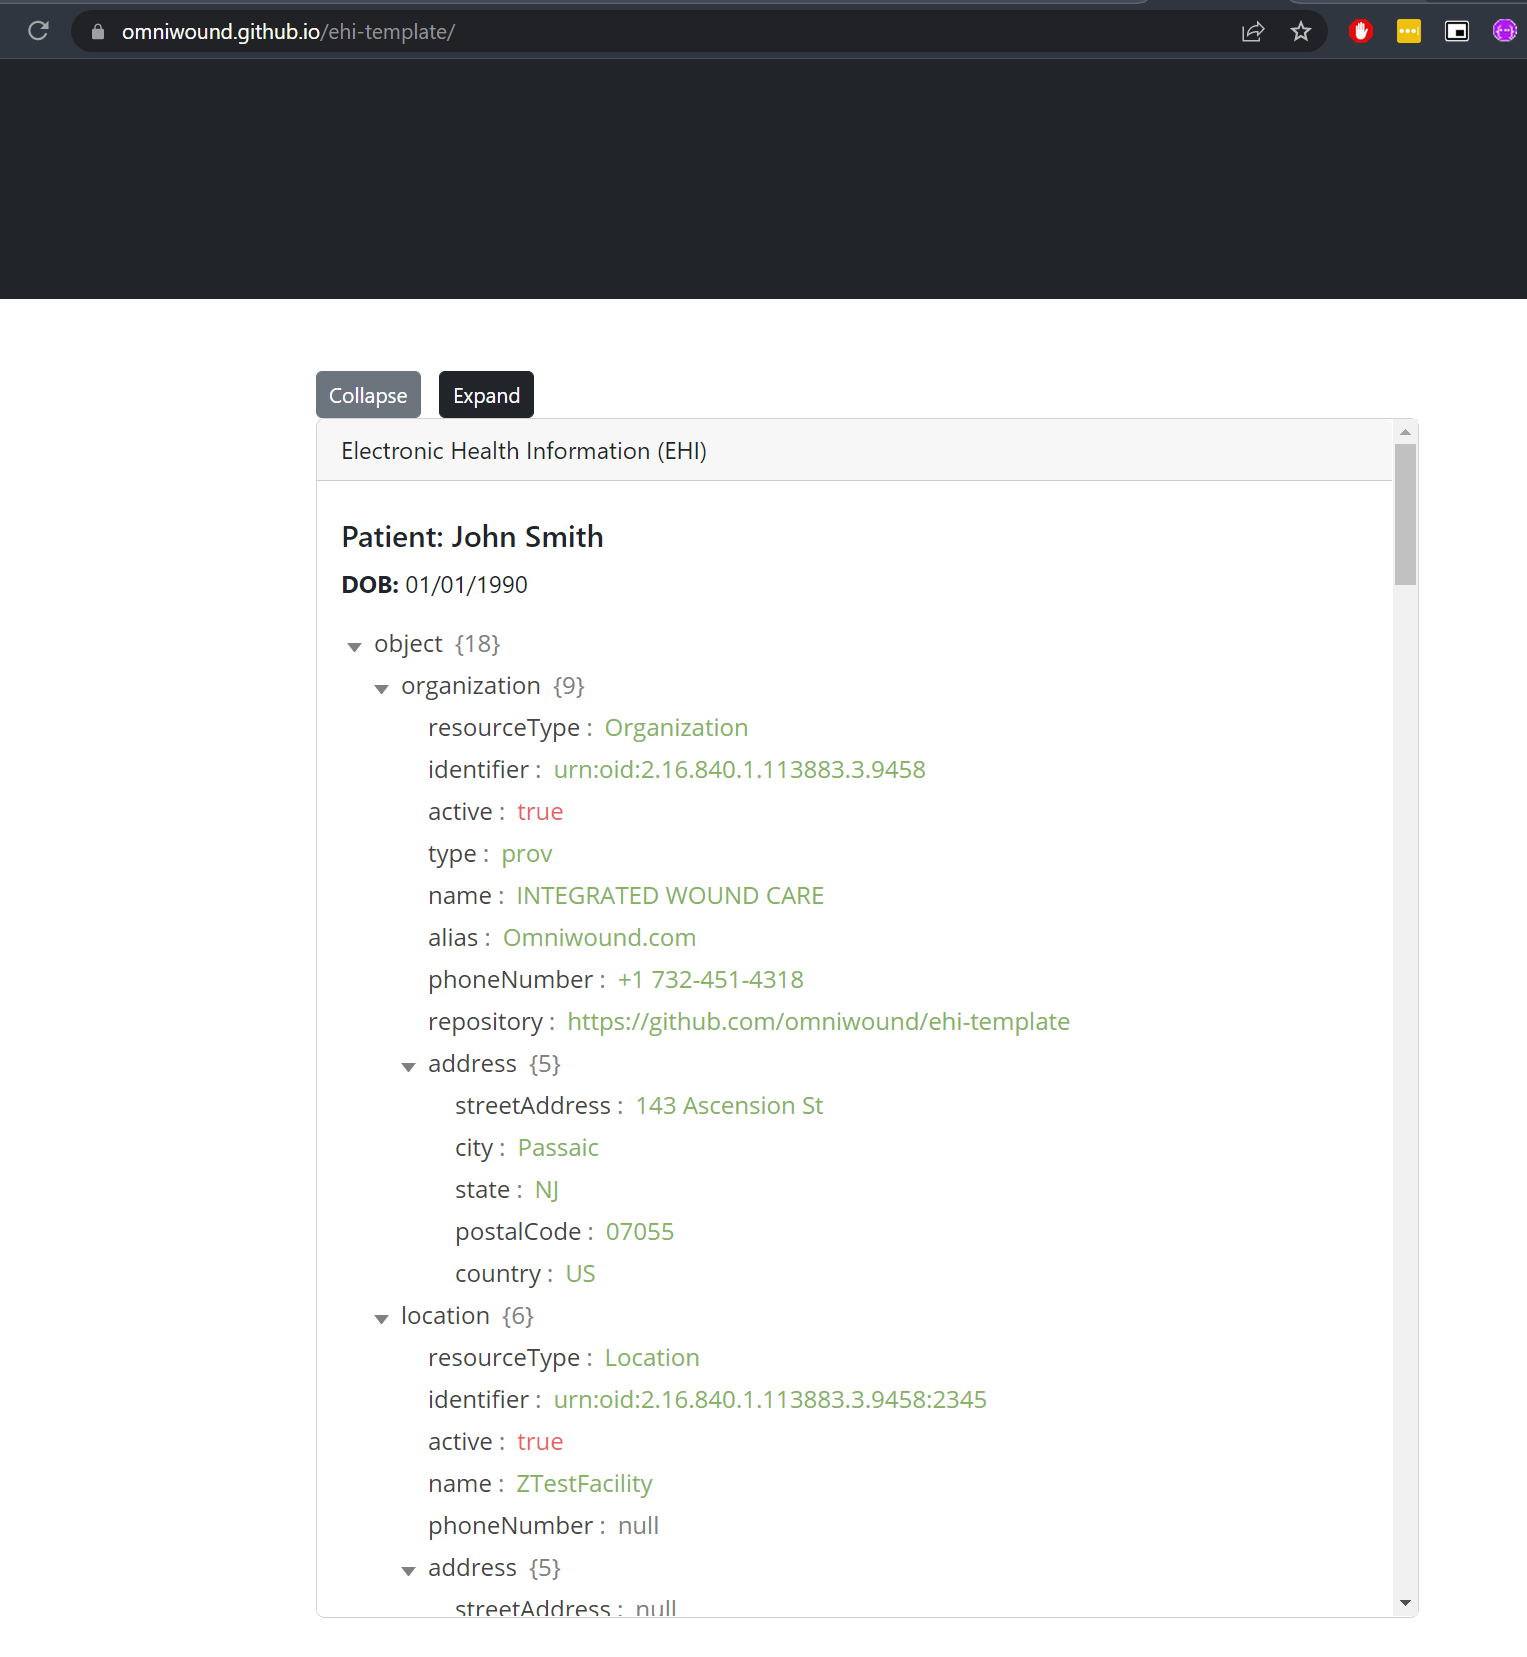 omniwound.github.io/ehi-template/
Collapse Expand
Electronic Health Information (EHI)
Patient: John Smith
DOB: 01/01/1990
object {18}
organization {9}
resourceType : Organization
identifier : urn:oid:2.16.840.1.113883.3.9458
active : true
type : prov
name : INTEGRATED WOUND CARE
alias : Omniwound.com
phoneNumber : +1 732-451-4318
repository : https://github.com/omniwound/ehi-template
address {5}
streetAddress : 143 Ascension St
city : Passaic
state : NJ
postalCode : 07055
country : US
location {6}
resourceType : Location
identifier : urn:oid:2.16.840.1.113883.3.9458:2345
active : true
name : ZTestFacility
phoneNumber : null
address {5}
streetAddress : null